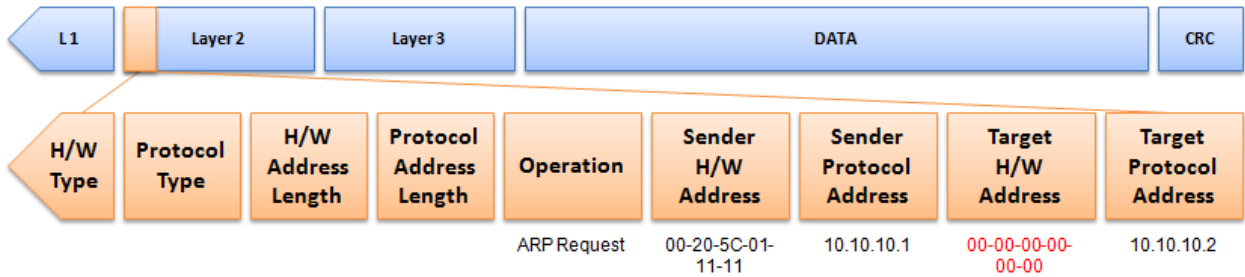 L1 Layer 2 Layer 3 DATA CRC
H/W Type
Protocol Type
H/W Address Length
Protocol Address Length
Operation
Sender H/W Address
Sender Protocol Address
Target H/W Address
Target Protocol Address
ARP Request
00-20-5C-01-
11-11
10.10.10.1
00-00-00-00-
00-00
10.10.10.2